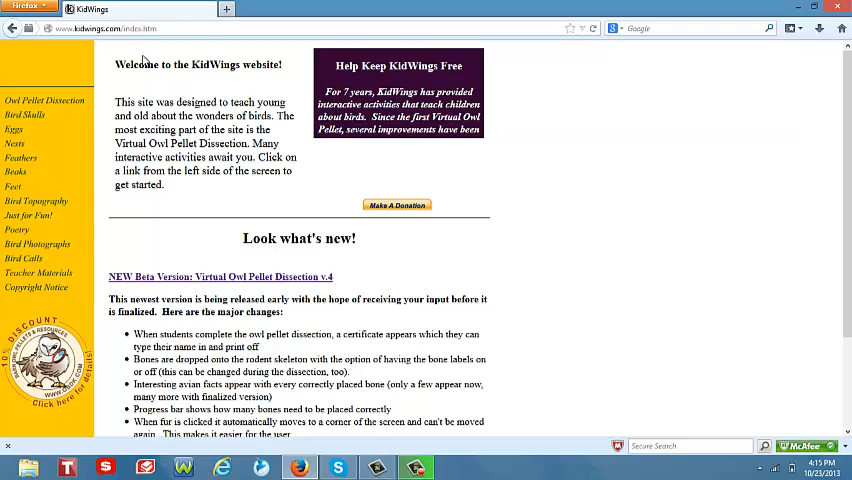 Firefox
KidWings
www.kidwings.com/index.htm
Google
Welcome to the KidWings website!
This site was designed to teach young
and old about the wonders of birds. The
most exciting part of the site is the
Virtual Owl Pellet Dissection. Many
interactive activities await you. Click on
a link from the left side of the screen to
get started.
Help Keep KidWings Free
For 7 years, KidWings has provided
interactive activities that teach children
about birds. Since the first Virtual Owl
Pellet, several improvements have been
Make A Donation
Owl Pellet Dissection
Bird Skulls
Eggs
Nests
Feathers
Beaks
Feet
Bird Topography
Just for Fun!
Poetry
Bird Photographs
Bird Calls
Teacher Materials
Copyright Notice
10% DISCOUNT
BARN OWL PELLETS & RESOURCES
WWW.OBDK.COM
Click here for details!
Look what's new!
NEW Beta Version: Virtual Owl Pellet Dissection v.4
This newest version is being released early with the hope of receiving your input before it
is finalized. Here are the major changes:
When students complete the owl pellet dissection, a certificate appears which they can
type their name in and print off
Bones are dropped onto the rodent skeleton with the option of having the bone labels on
or off (this can be changed during the dissection, too).
Interesting avian facts appear with every correctly placed bone (only a few appear now,
many more with finalized version)
Progress bar shows how many bones need to be placed correctly
When fur is clicked it automatically moves to a corner of the screen and can't be moved
again. This makes it easier for the user
Secure Search
McAfee
4:15 PM
10/23/2013